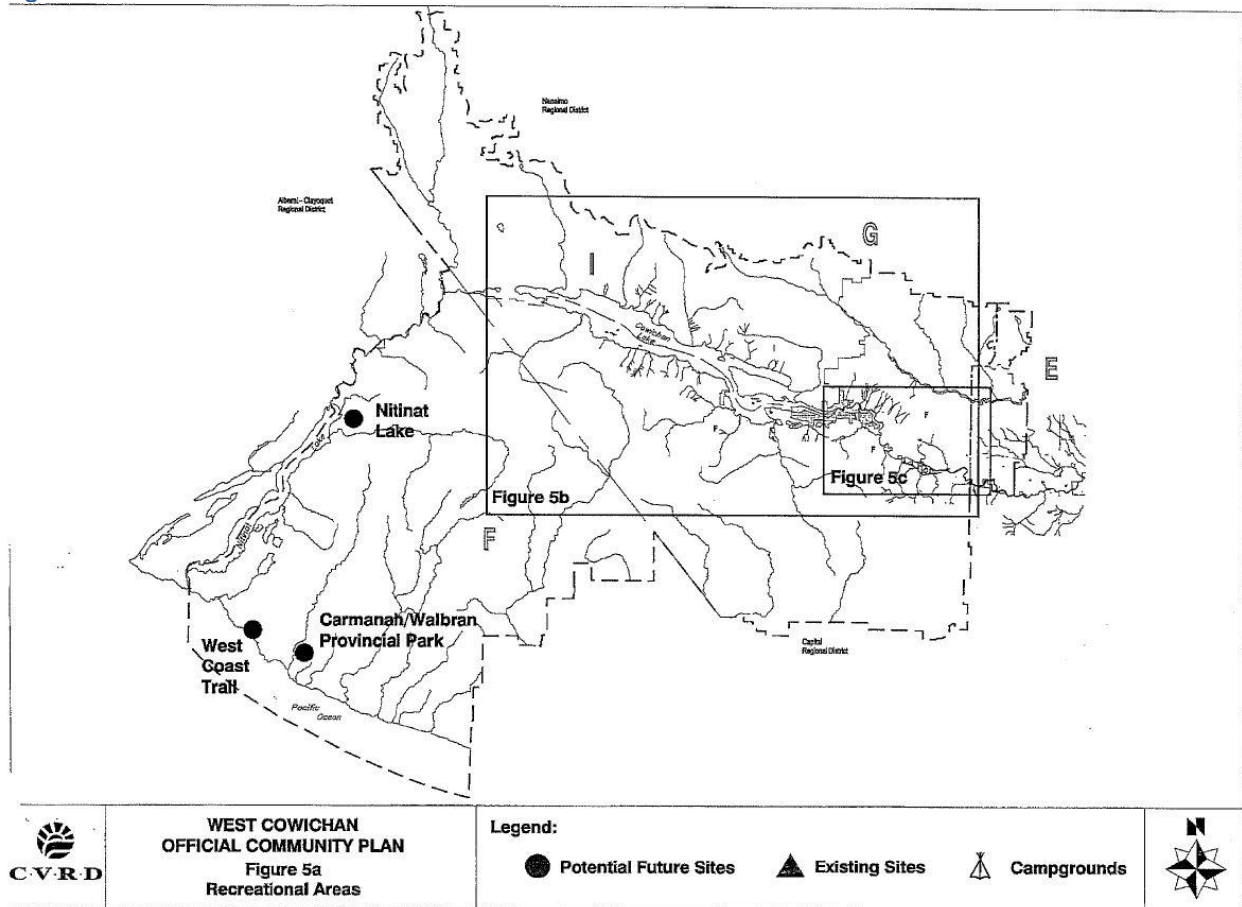 Nanaimo
Regional District
Alberni - Clayoquot
Regional District
G
I
E
Cowichan
Lake
F
F
F
Nitinat
Lake
Lake
Nitinat
Figure 5b
Figure 5c
F
Carmanah/Walbran
Provincial Park
West
Coast
Trail
Capital
Regional District
Pacific
Ocean
C·V·R·D
WEST COWICHAN
OFFICIAL COMMUNITY PLAN
Figure 5a
Recreational Areas
Legend:
Potential Future Sites
Existing Sites
Campgrounds
N